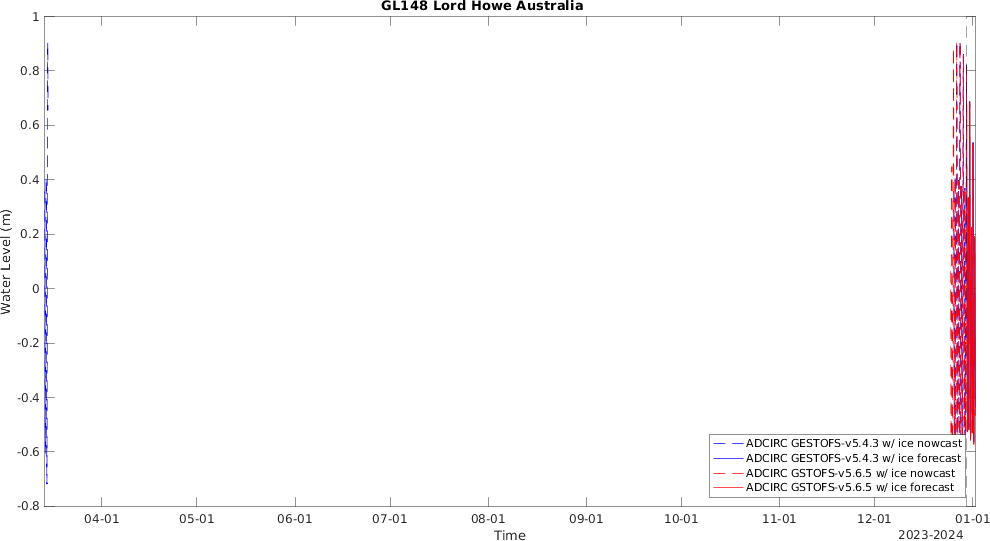 GL148 Lord Howe Australia
1
0.8
0.6
0.4
0.2
0
-0.2
-0.4
-0.6
-0.8
Water Level (m)
ADCIRC GESTOFS-v5.4.3 w/ ice nowcast
ADCIRC GESTOFS-v5.4.3 w/ ice forecast
ADCIRC GSTOFS-v5.6.5 w/ ice nowcast
ADCIRC GSTOFS-v5.6.5 w/ ice forecast
04-01 05-01 06-01 07-01 08-01 09-01 10-01 11-01 12-01 01-01
Time
2023-2024